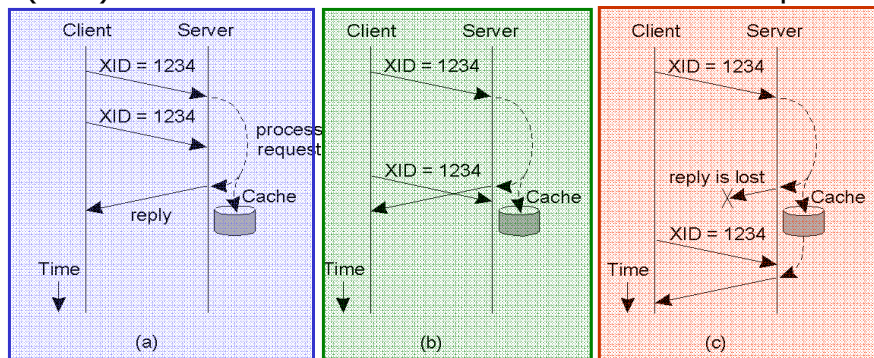 Client Server
XID = 1234
XID = 1234
process
request
Cache
reply
Time
(a)
Client Server
XID = 1234
XID = 1234
Cache
Time
(b)
Client Server
XID = 1234
reply is lost
Cache
XID = 1234
Time
(c)